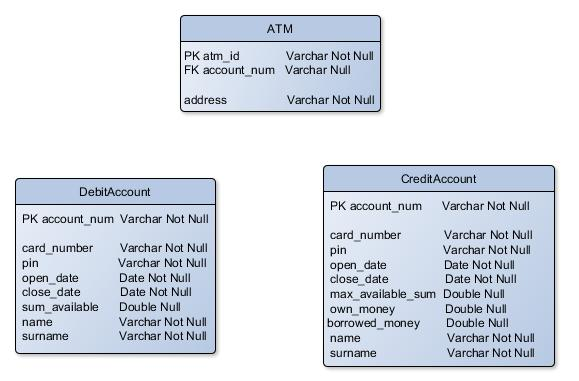 ATM
PK atm_id Varchar Not Null
FK account_num Varchar Null
address Varchar Not Null
DebitAccount
PK account_num Varchar Not Null
card_number Varchar Not Null
pin Varchar Not Null
open_date Date Not Null
close_date Date Not Null
sum_available Double Null
name Varchar Not Null
surname Varchar Not Null
CreditAccount
PK account_num Varchar Not Null
card_number Varchar Not Null
pin Varchar Not Null
open_date Date Not Null
close_date Date Not Null
max_available_sum Double Null
own_money Double Null
borrowed_money Double Null
name Varchar Not Null
surname Varchar Not Null